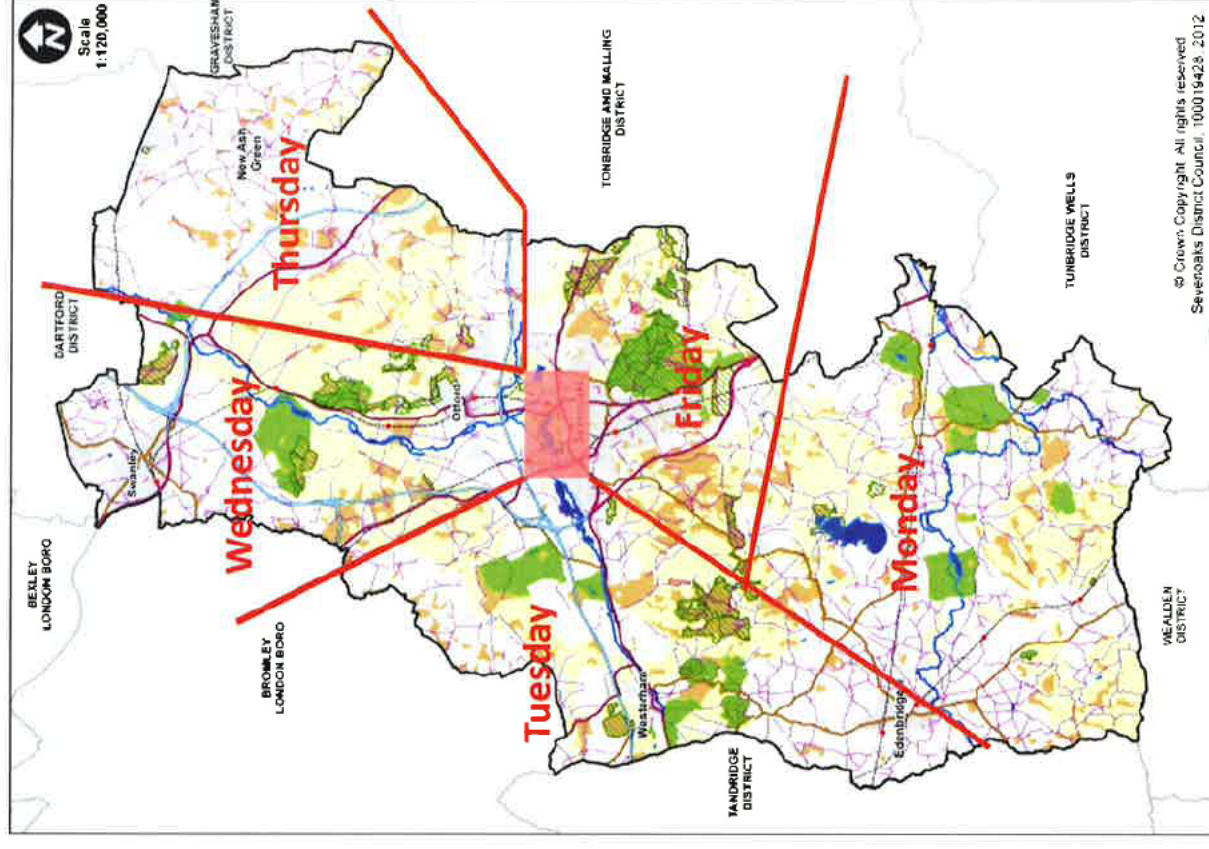 N
Scale
1:120,000
GRAVESHAM
DISTRICT
DARTFORD
DISTRICT
BEXLEY
LONDON BORO
Swanley
New Ash
Green
Thursday
Wednesday
BROMLEY
LONDON BORO
Otford
TONBRIDGE AND MALLING
DISTRICT
Tuesday
Westerham
Friday
TANDRIDGE
DISTRICT
Edenbridge
Monday
TUNBRIDGE WELLS
DISTRICT
WEALDEN
DISTRICT
© Crown Copyright All rights reserved
Sevenoaks District Council, 100019428, 2012